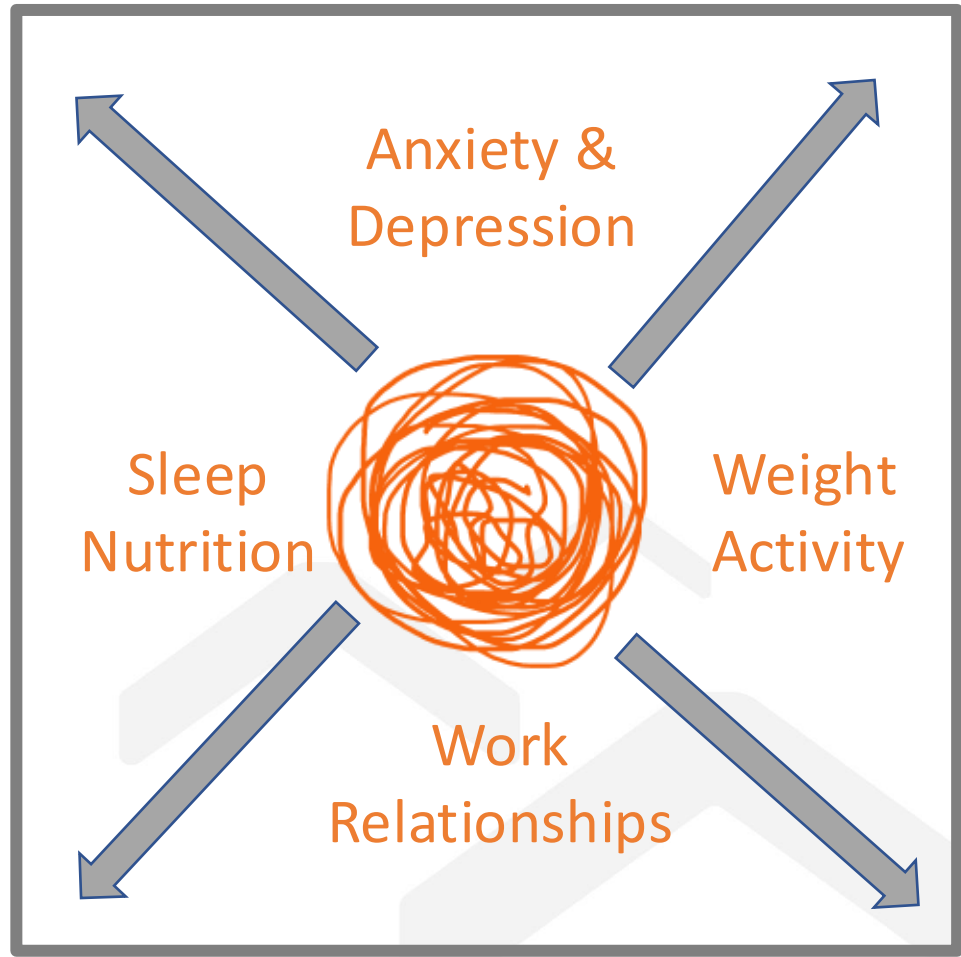 Anxiety &
Depression
Sleep
Nutrition
Weight
Activity
Work
Relationships